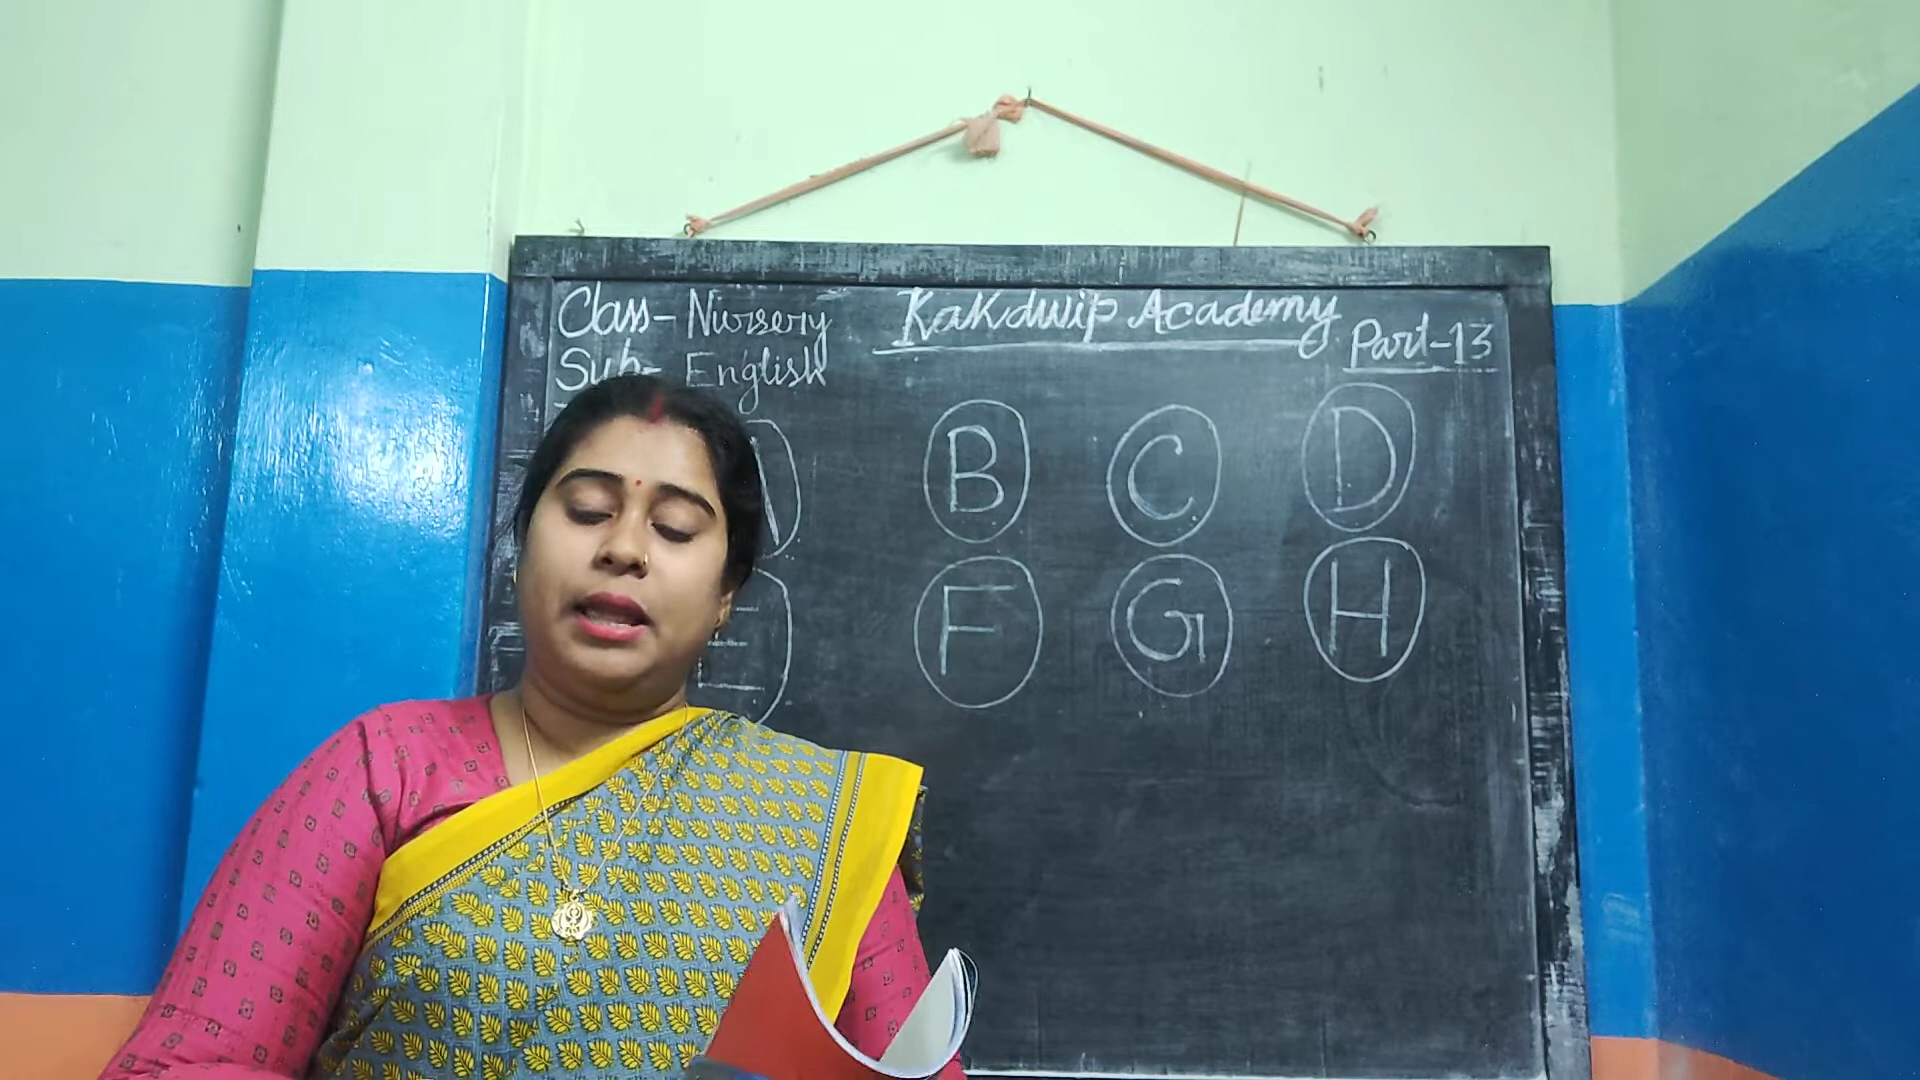 Class- Nursery Kakdwip Academy Part-13
Sub- English
A B C D
E F G H